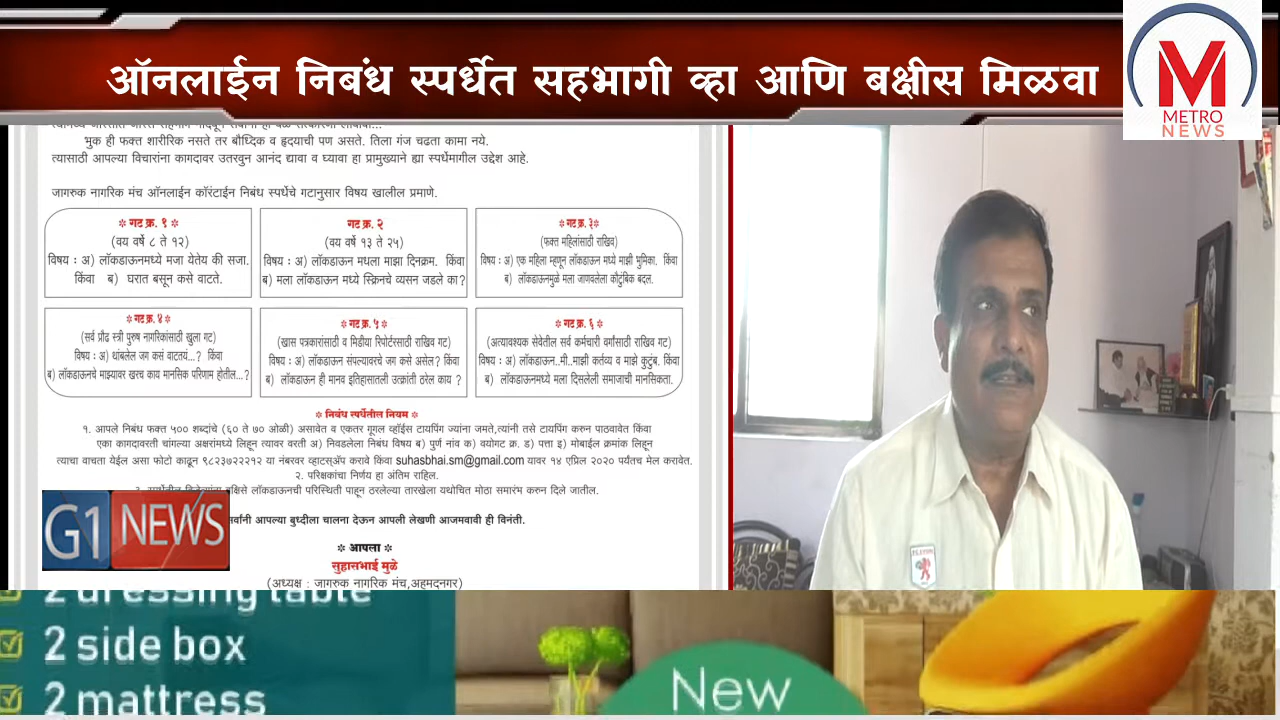 ऑनलाईन निबंध स्पर्धेत सहभागी व्हा आणि बक्षीस मिळवा
METRO
NEWS
भुक ही फक्त शारीरिक नसते तर बौध्दिक व हृदयाची पण असते. तिला गंज चढता कामा नये.
त्यासाठी आपल्या विचारांना कागदावर उतरवुन आनंद द्यावा व घ्यावा हा प्रामुख्याने ह्या स्पर्धेमागील उद्देश आहे.
जागरुक नागरिक मंच ऑनलाईन कॉरंटाईन निबंध स्पर्धेचे गटानुसार विषय खालील प्रमाणे.
* गट क्र. १ *
(वय वर्षे ८ ते १२)
विषय : अ) लॉकडाऊनमध्ये मजा येतेय की सजा.
किंवा ब) घरात बसून कसे वाटते.
गट क्र. २
(वय वर्षे १३ ते २५)
विषय : अ) लॉकडाऊन मधला माझा दिनक्रम. किंवा
ब) मला लॉकडाऊन मध्ये स्क्रिनचे व्यसन जडले का?
* गट क्र. ३*
(फक्त महिलांसाठी राखिव)
विषय : अ) एक महिला म्हणून लॉकडाऊन मध्ये माझी भुमिका. किंवा
ब) लॉकडाऊनमुळे मला जाणवलेला कौटुंबिक बदल.
* गट क्र. ४ *
(सर्व प्रौढ स्त्री पुरुष नागरिकांसाठी खुला गट)
विषय : अ) थांबलेल जग कसं वाटतयं...? किंवा
ब) लॉकडाऊनचे माझ्यावर खरच काय मानसिक परिणाम होतील...?
* गट क्र. ५ *
(खास पत्रकारांसाठी व मिडीया रिपोर्टरसाठी राखिव गट)
विषय : अ) लॉकडाऊन संपल्यावरचे जग कसे असेल? किंवा
ब) लॉकडाऊन ही मानव इतिहासातली उत्क्रांती ठरेल काय ?
* गट क्र. ६ *
(अत्यावश्यक सेवेतील सर्व कर्मचारी वर्गांसाठी राखीव गट)
विषय : अ) लॉकडाऊन..मी..माझी कर्तव्य व माझे कुटुंब. किंवा
ब) लॉकडाऊनमध्ये मला दिसलेली समाजाची मानसिकता.
* निबंध स्पर्धेतील नियम *
१. आपले निबंध फक्त ५०० शब्दांचे (६० ते ७० ओळी) असावेत व एकतर गूगल व्हॉईस टायपिंग ज्यांना जमते,त्यांनी तसे टायपिंग करुन पाठवावेत किंवा
एका कागदावरती चांगल्या अक्षरांमध्ये लिहून त्यावर वरती अ) निवडलेला निबंध विषय ब) पुर्ण नांव क) वयोगट क्र. ड) पत्ता इ) मोबाईल क्रमांक लिहून
त्याचा वाचता येईल असा फोटो काढून ९८२३७२२२१२ या नंबरवर व्हाटस्अ‍ॅप करावे किंवा suhasbhai.sm@gmail.com यावर १४ एप्रिल २०२० पर्यंतच मेल करावेत.
२. परिक्षकांचा निर्णय हा अंतिम राहिल.
बक्षिसे लॉकडाऊनची परिस्थिती पाहून ठरलेल्या तारखेला यथोचित मोठा समारंभ करुन दिले जातील.
सर्वांनी आपल्या बुध्दीला चालना देऊन आपली लेखणी आजमवावी ही विनंती.
* आपला *
सुहासभाई मुळे
(अध्यक्ष : जागरुक नागरिक मंच,अहमदनगर)
G1 NEWS
2 dressing table
2 side box
2 mattress
New